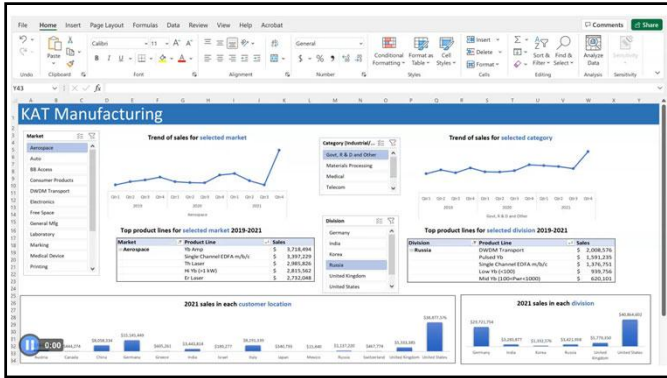 File Home Insert Page Layout Formulas Data Review View Help Acrobat
Comments Share
Paste
Calibri 11 A A
B I U
General
$ % 9
Conditional Formatting
Format as Table
Cell Styles
Insert
Delete
Format
Sort & Filter
Find & Select
Analyze Data
Sensitivity
Undo Clipboard Font Alignment Number Styles Cells Editing Analysis Sensitivity
Y43 fx
KAT Manufacturing
Market
Aerospace
Auto
BB Access
Consumer Products
DWDM Transport
Electronics
Free Space
General Mfg
Laboratory
Marking
Medical Device
Printing
Trend of sales for selected market
2019 2020 2021
Aerospace
Category (Industrial/...
Govt, R & D and Other
Materials Processing
Medical
Telecom
Trend of sales for selected category
2019 2020 2021
Govt, R & D and Other
Top product lines for selected market 2019-2021
Market Product Line Sales
Aerospace Yb Amp $ 3,718,494
Single Channel EDFA m/b/c $ 3,397,229
Th Laser $ 2,985,826
Hi Yb (>1 kW) $ 2,815,562
Er Laser $ 2,732,048
Division
Germany
India
Korea
Russia
United Kingdom
United States
Top product lines for selected division 2019-2021
Division Product Line Sales
Russia DWDM Transport $ 2,008,576
Pulsed Yb $ 1,591,235
Single Channel EDFA m/b/c $ 1,376,751
Low Yb (<100) $ 939,756
Mid Yb (100<Pwr<1000) $ 620,101
2021 sales in each customer location
Austria Canada China Germany Greece India Israel Italy Japan Mexico Russia Switzerland United Kingdom United States
2021 sales in each division
Germany India Korea Russia United Kingdom United States
0:00